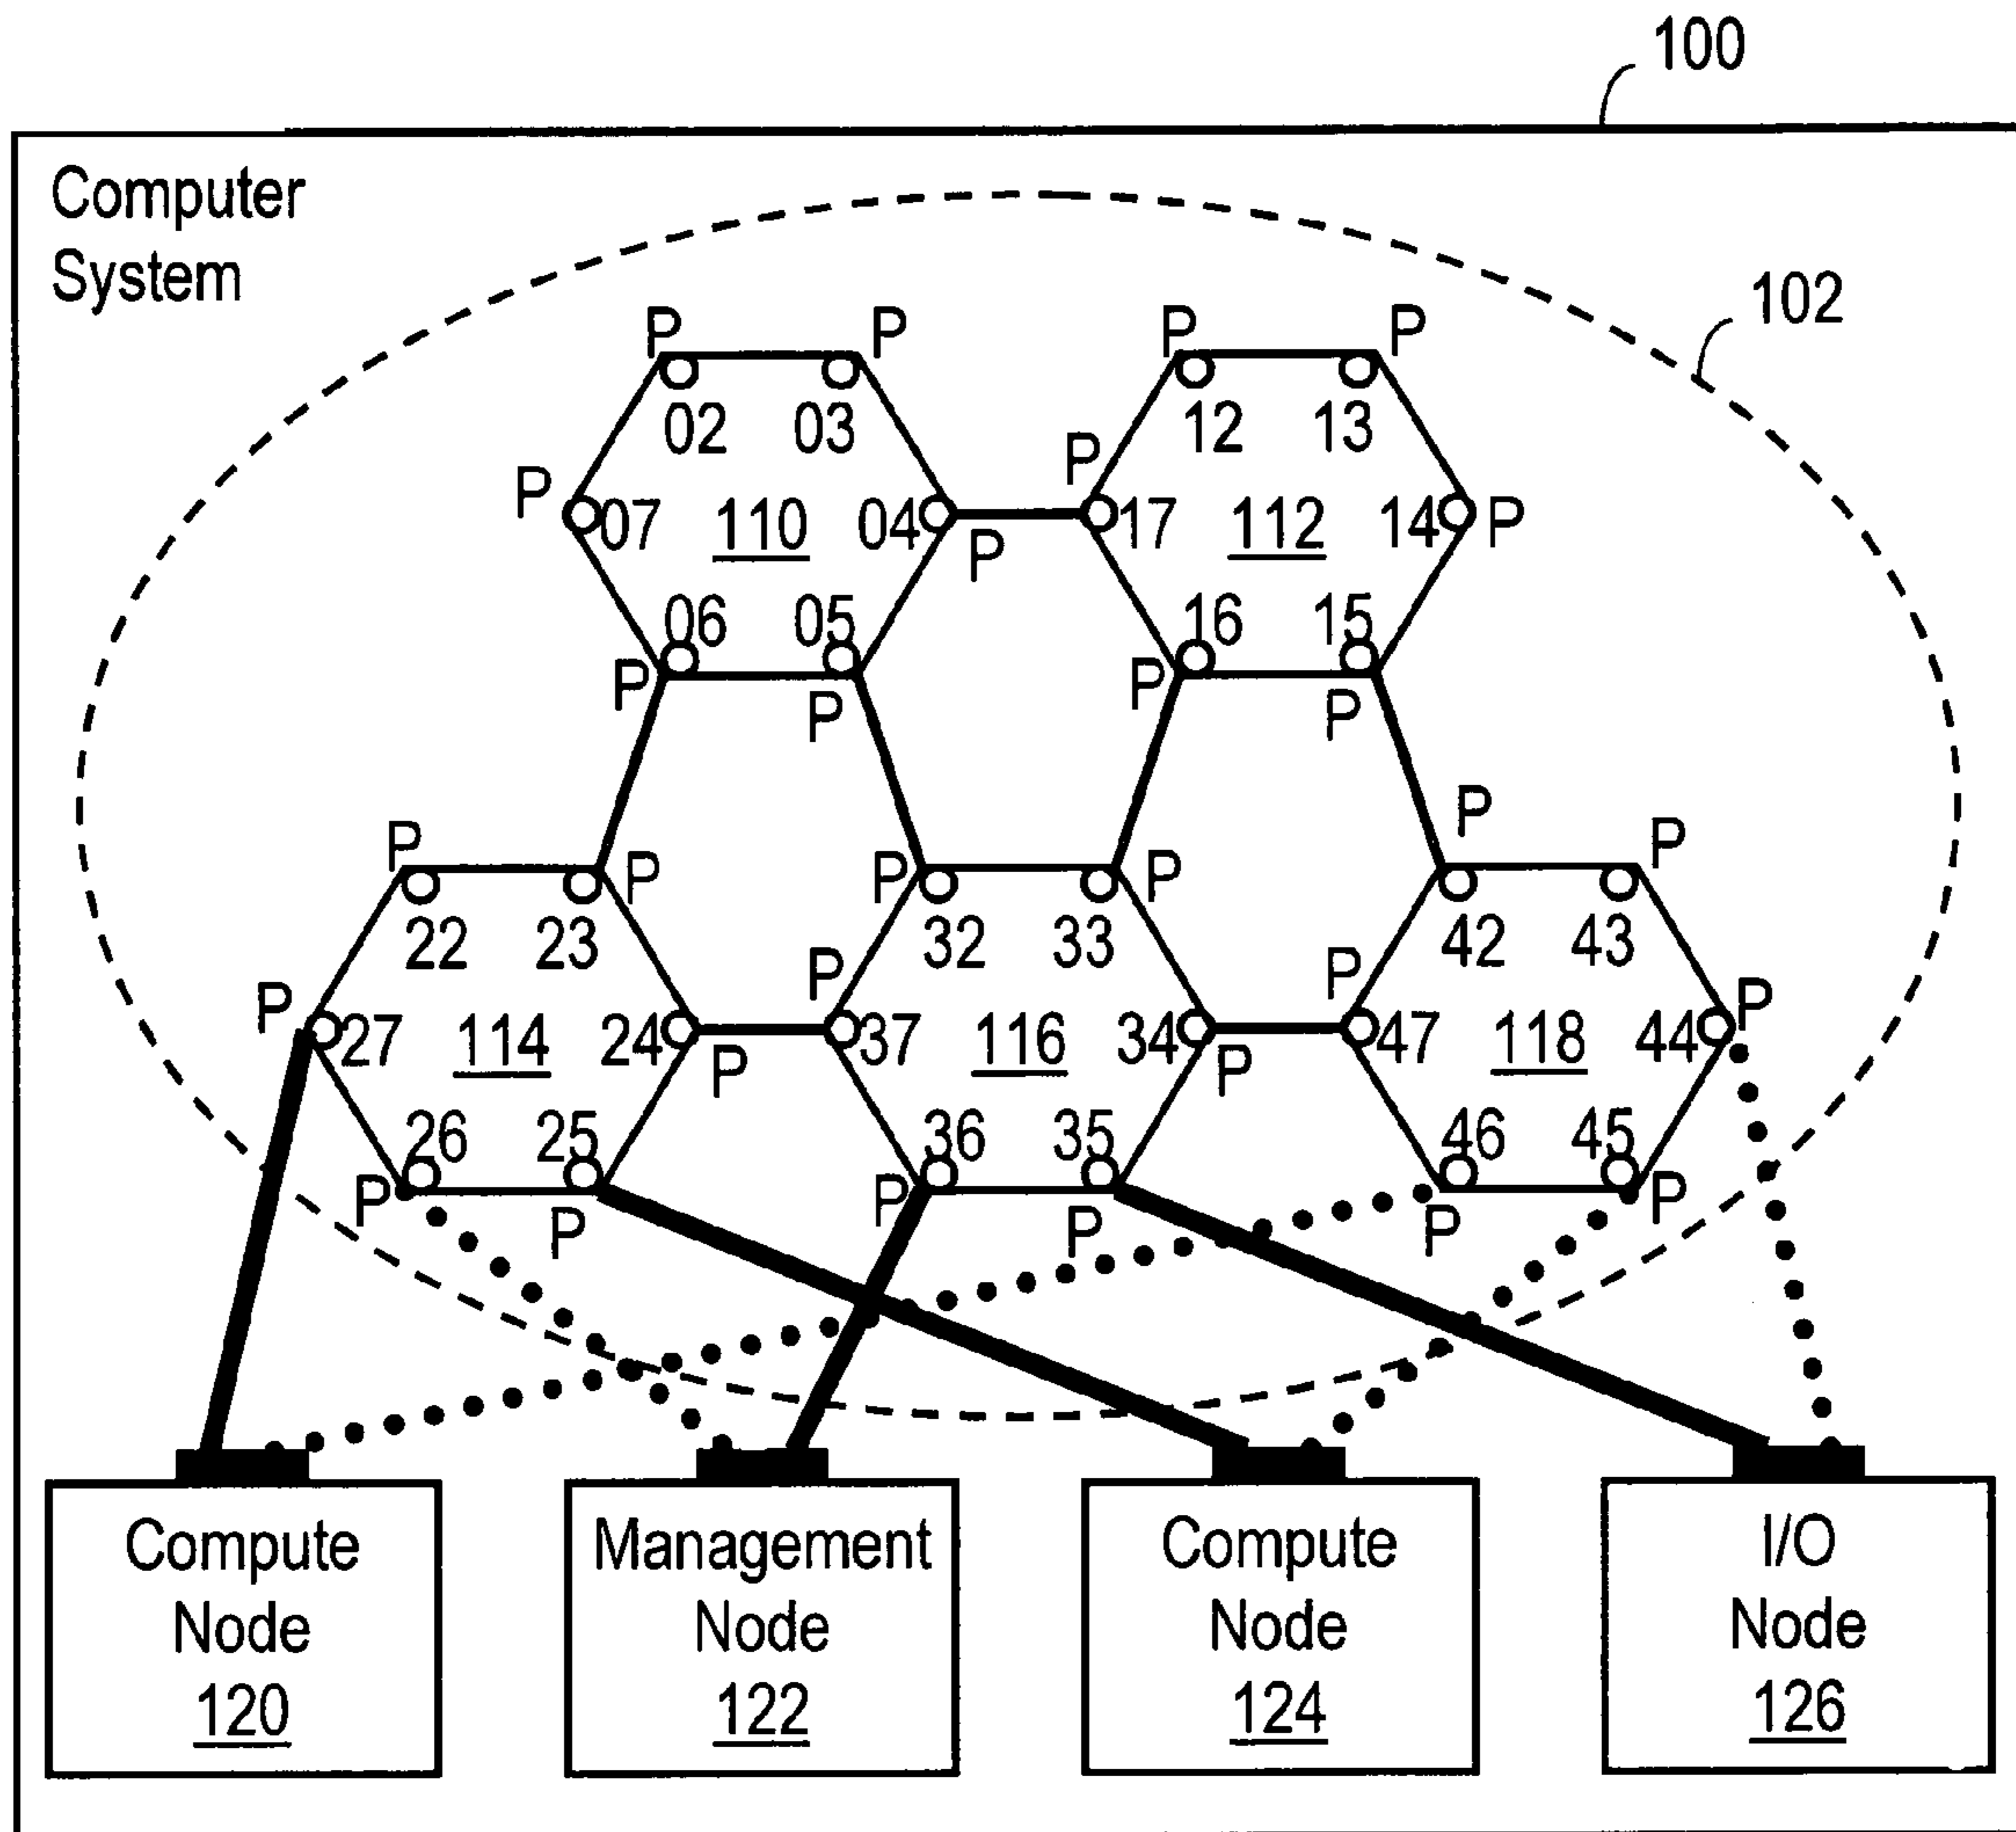 100
Computer
System
102
P P P P
02 03 12 13
P P
07 110 04 17 112 14 P
P
06 05 16 15
P P P P
P P P P P P
22 23 32 33 42 43
P P P P
27 114 24 37 116 34 47 118 44
P P
26 25 36 35 46 45
P P P P P P
Compute
Node
120
Management
Node
122
Compute
Node
124
I/O
Node
126